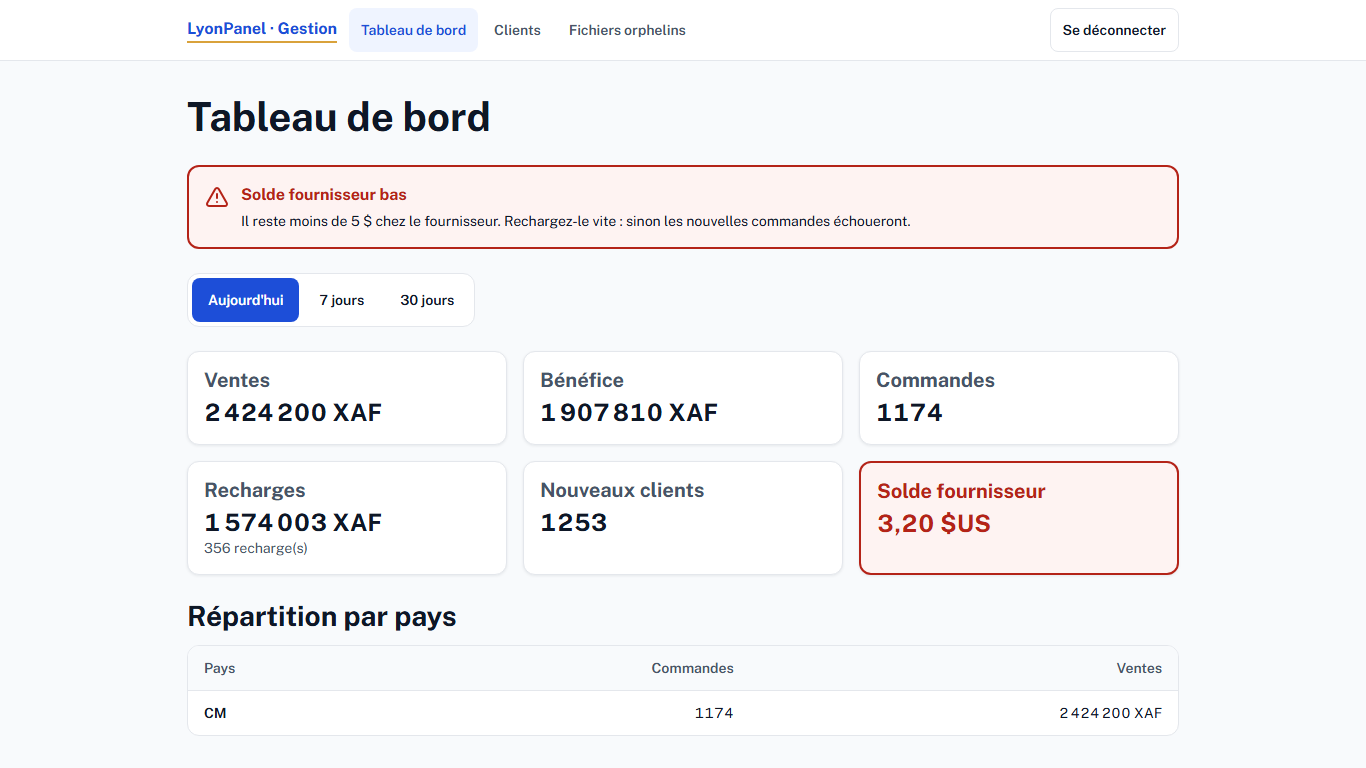 LyonPanel · Gestion
Tableau de bord
Clients
Fichiers orphelins
Se déconnecter
Tableau de bord
Solde fournisseur bas
Il reste moins de 5 $ chez le fournisseur. Rechargez-le vite : sinon les nouvelles commandes échoueront.
Aujourd'hui
7 jours
30 jours
Ventes
2 424 200 XAF
Bénéfice
1 907 810 XAF
Commandes
1174
Recharges
1 574 003 XAF
356 recharge(s)
Nouveaux clients
1253
Solde fournisseur
3,20 $US
Répartition par pays
Pays Commandes Ventes
CM 1174 2 424 200 XAF